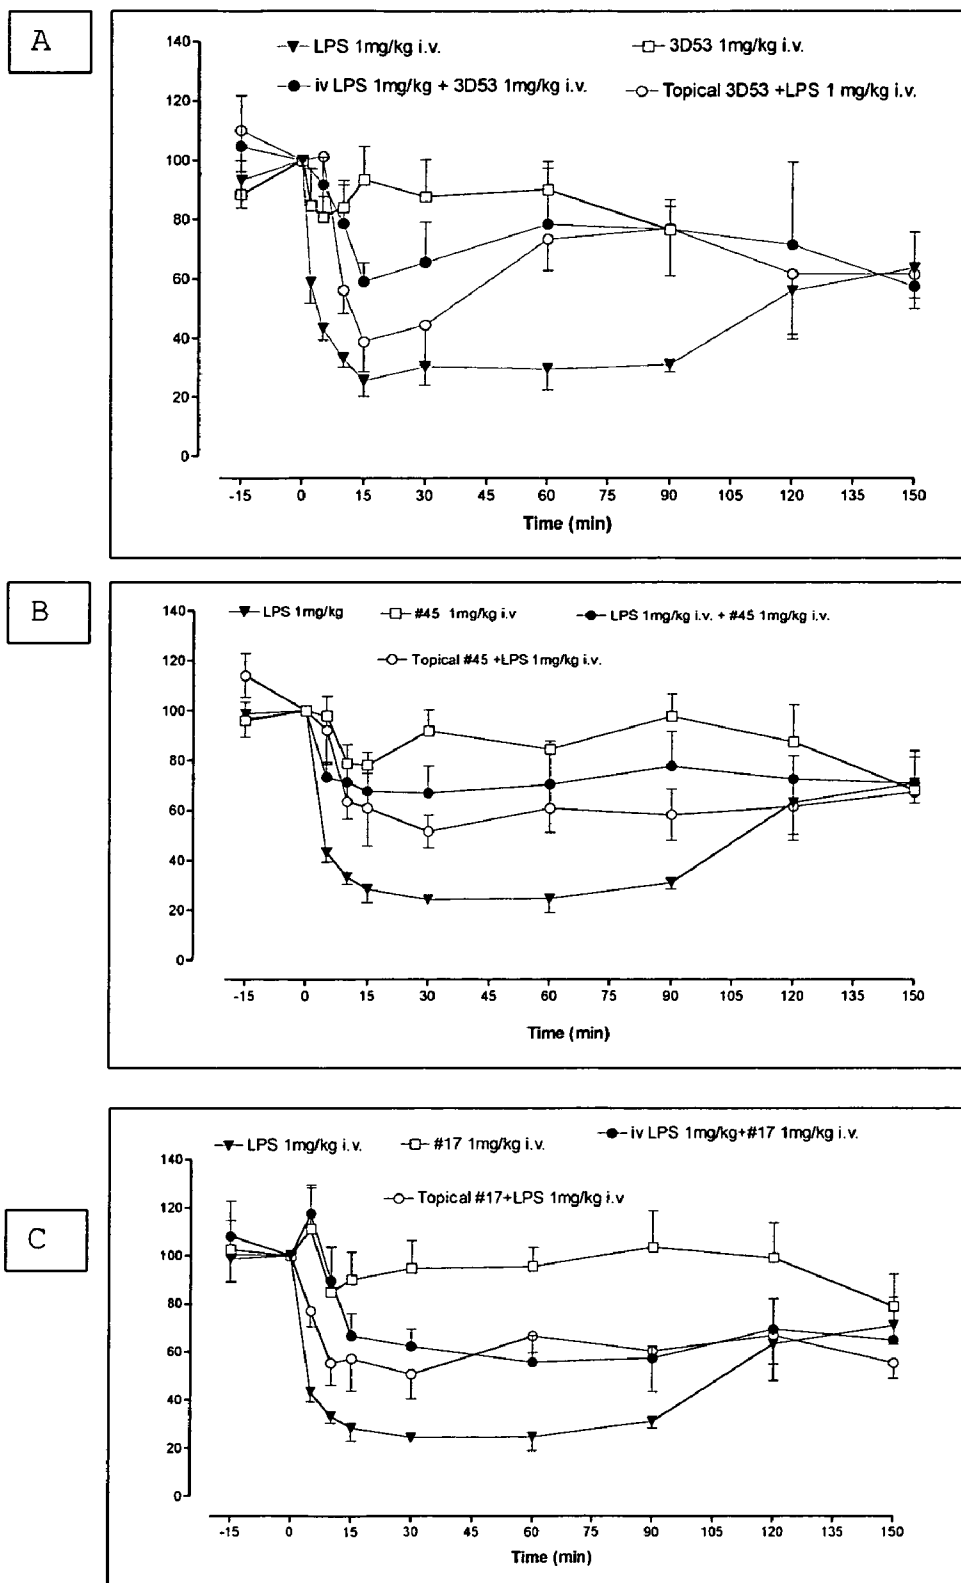 A
LPS 1mg/kg i.v.
3D53 1mg/kg i.v.
iv LPS 1mg/kg + 3D53 1mg/kg i.v.
Topical 3D53 +LPS 1 mg/kg i.v.
140
120
100
80
60
40
20
0
-15 0 15 30 45 60 75 90 105 120 135 150
Time (min)
B
LPS 1mg/kg
#45 1mg/kg i.v
LPS 1mg/kg i.v. + #45 1mg/kg i.v.
Topical #45 +LPS 1mg/kg i.v.
140
120
100
80
60
40
20
0
-15 0 15 30 45 60 75 90 105 120 135 150
Time (min)
C
LPS 1mg/kg i.v.
#17 1mg/kg i.v.
iv LPS 1mg/kg+#17 1mg/kg i.v.
Topical #17+LPS 1mg/kg i.v
140
120
100
80
60
40
20
0
-15 0 15 30 45 60 75 90 105 120 135 150
Time (min)